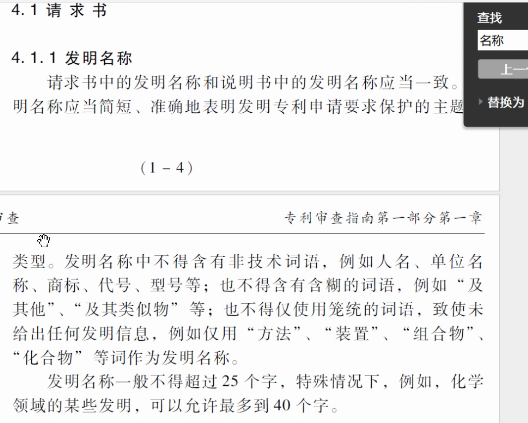 4.1 请 求 书
4.1.1 发明名称
请求书中的发明名称和说明书中的发明名称应当一致。
明名称应当简短、准确地表明发明专利申请要求保护的主题
(1-4)
查
专利审查指南第一部分第一章
类型。发明名称中不得含有非技术词语，例如人名、单位名
称、商标、代号、型号等；也不得含有含糊的词语，例如“及
其他”、“及其类似物”等；也不得仅使用笼统的词语，致使未
给出任何发明信息，例如仅用“方法”、“装置”、“组合物”、
“化合物”等词作为发明名称。
发明名称一般不得超过 25 个字，特殊情况下，例如，化学
领域的某些发明，可以允许最多到 40 个字。
查找
名称
上一
替换为